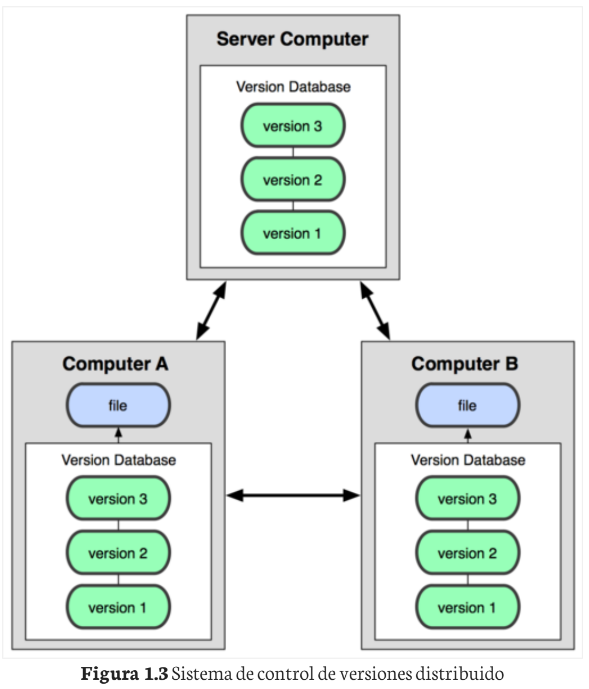 Server Computer
Version Database
version 3
version 2
version 1
Computer A
file
Version Database
version 3
version 2
version 1
Computer B
file
Version Database
version 3
version 2
version 1
Figura 1.3 Sistema de control de versiones distribuido